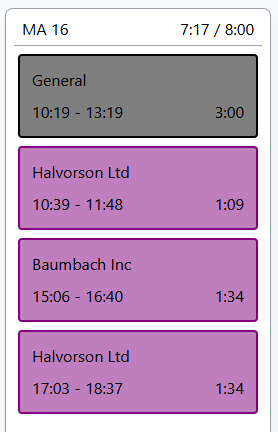 MA 16 7:17 / 8:00
General
10:19 - 13:19 3:00
Halvorson Ltd
10:39 - 11:48 1:09
Baumbach Inc
15:06 - 16:40 1:34
Halvorson Ltd
17:03 - 18:37 1:34